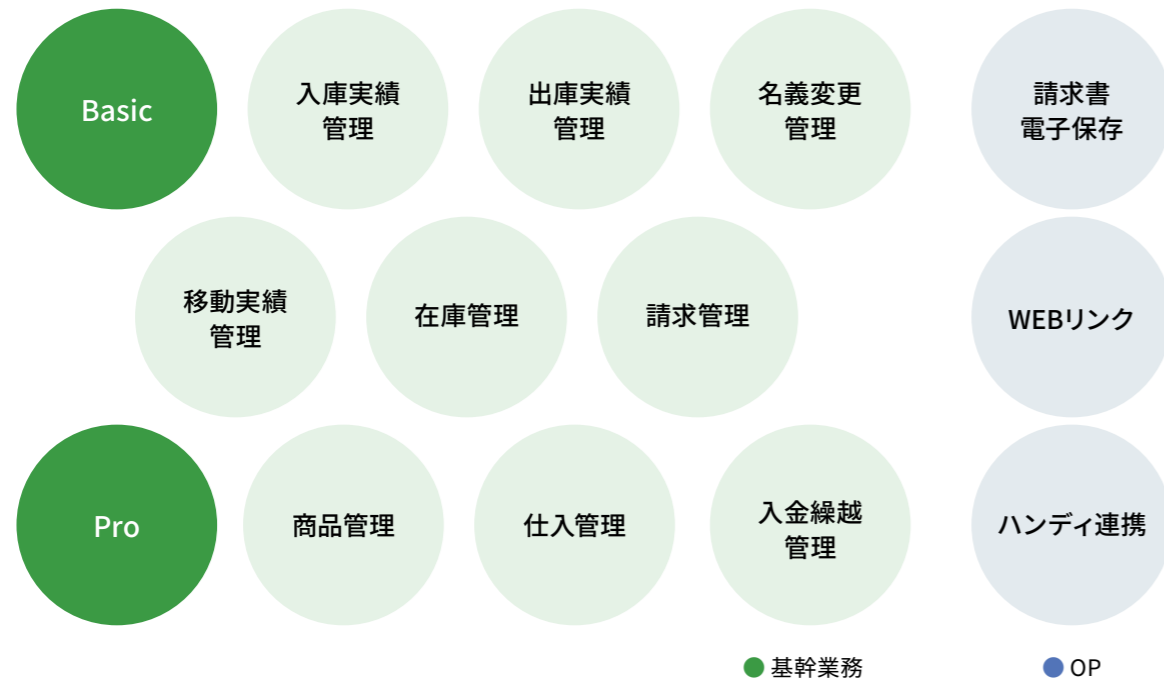 Basic
入庫実績
管理
出庫実績
管理
名義変更
管理
請求書
電子保存
移動実績
管理
在庫管理
請求管理
WEBリンク
Pro
商品管理
仕入管理
入金繰越
管理
ハンディ連携
基幹業務
OP